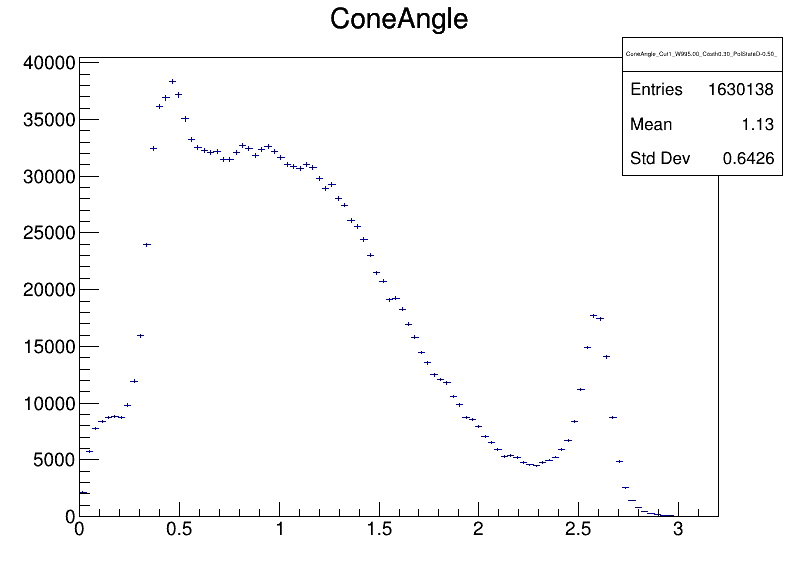 ConeAngle
ConeAngle_Cut1_W995.00_Costh0.30_PolStateD-0.50_
Entries 1630138
Mean 1.13
Std Dev 0.6426
40000
35000
30000
25000
20000
15000
10000
5000
0
0 0.5 1 1.5 2 2.5 3